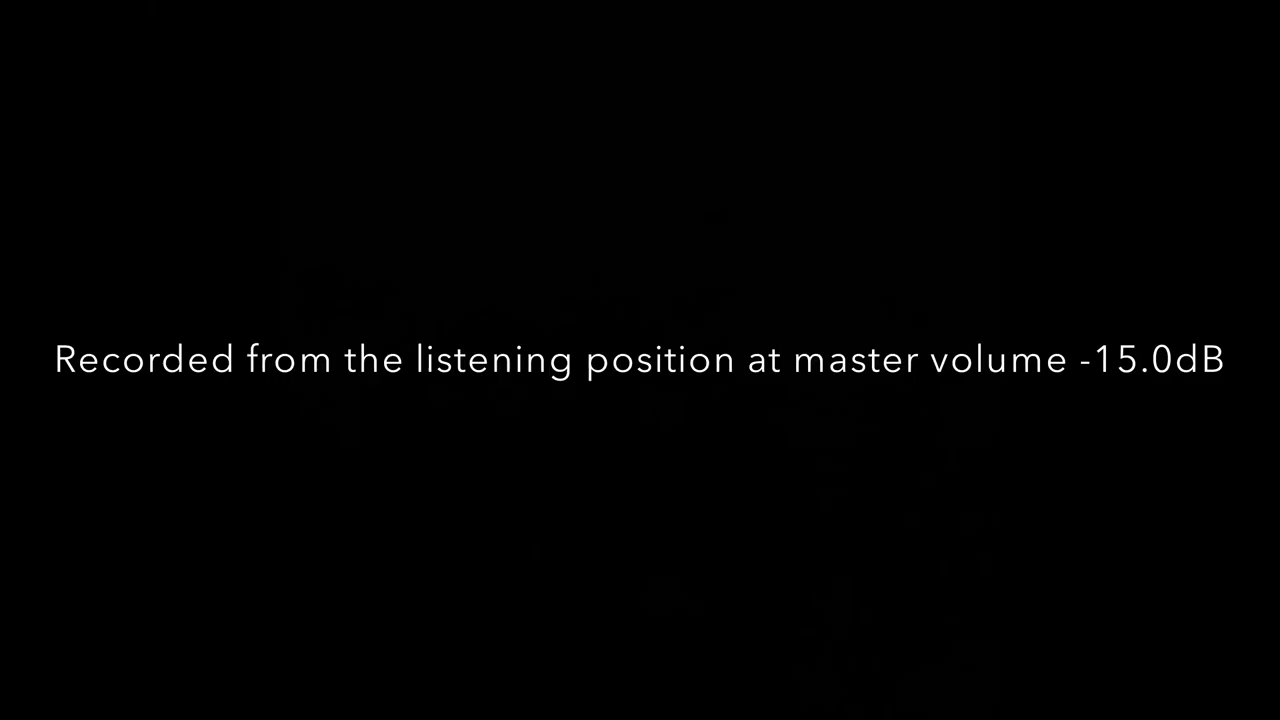 Recorded from the listening position at master volume -15.0dB